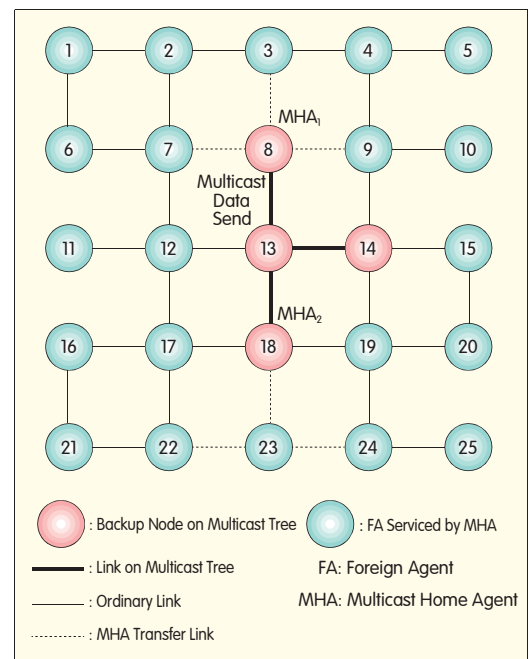 1 2 3 4 5
MHA₁
6 7 8 9 10
Multicast
Data
Send
11 12 13 14 15
MHA₂
16 17 18 19 20
21 22 23 24 25
: Backup Node on Multicast Tree
: FA Serviced by MHA
: Link on Multicast Tree
FA: Foreign Agent
: Ordinary Link
MHA: Multicast Home Agent
: MHA Transfer Link